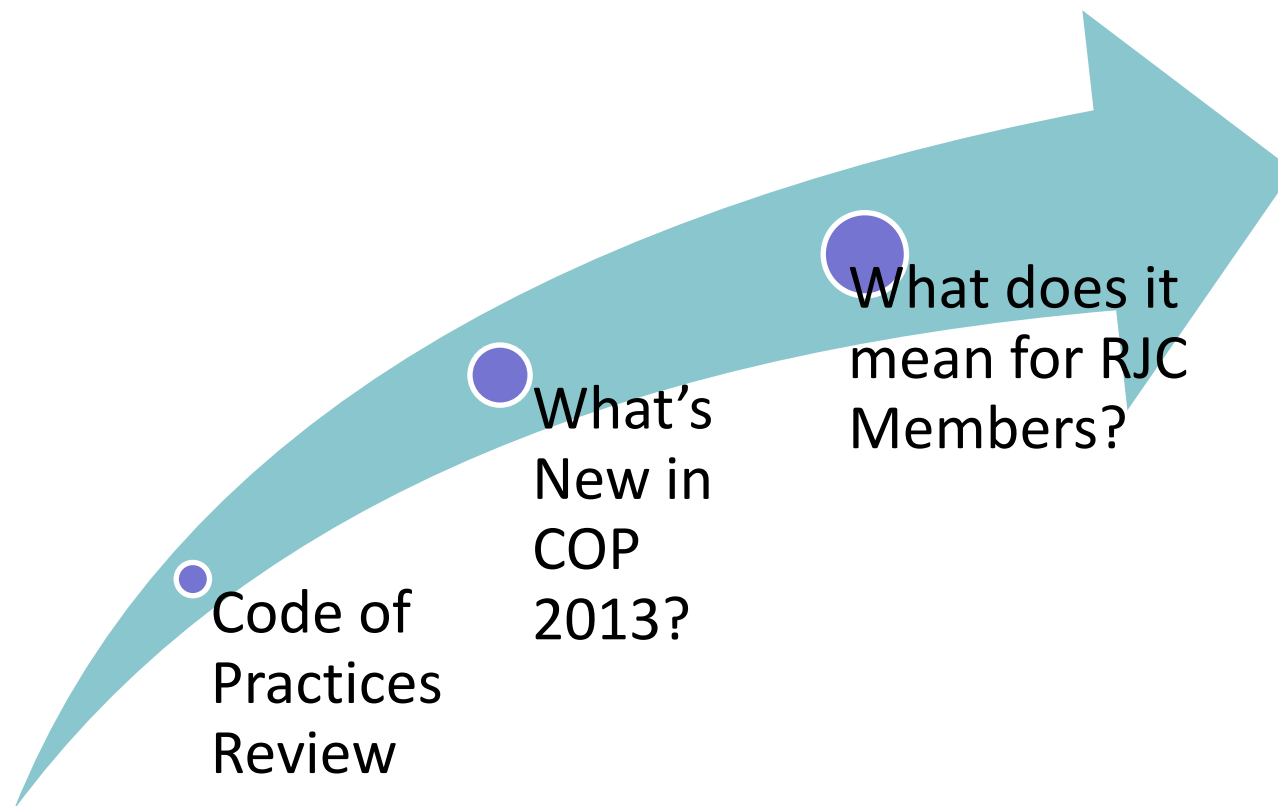 Code of
Practices
Review
What’s
New in
COP
2013?
What does it
mean for RJC
Members?